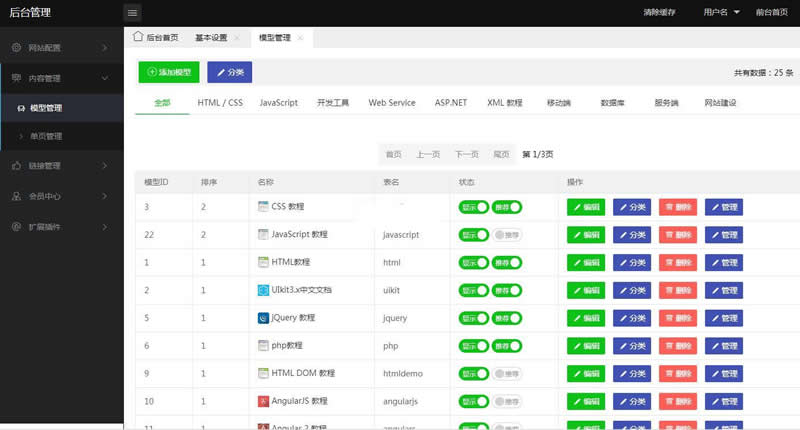 后台管理 清除缓存 用户名 前台首页
后台首页 基本设置 模型管理
网站配置
内容管理
模型管理
单页管理
链接管理
会员中心
扩展插件
添加模型 分类 共有数据：25 条
全部 HTML / CSS JavaScript 开发工具 Web Service ASP.NET XML 教程 移动端 数据库 服务端 网站建设
首页 上一页 下一页 尾页 第 1/3页
模型ID 排序 名称 表名 状态 操作
3 2 CSS 教程 显示 推荐 编辑 分类 删除 管理
22 2 JavaScript 教程 javascript 显示 推荐 编辑 分类 删除 管理
1 1 HTML教程 html 显示 推荐 编辑 分类 删除 管理
2 1 UIkit3.x中文文档 uikit 显示 推荐 编辑 分类 删除 管理
5 1 jQuery 教程 jquery 显示 推荐 编辑 分类 删除 管理
6 1 php教程 php 显示 推荐 编辑 分类 删除 管理
9 1 HTML DOM 教程 htmldemo 显示 推荐 编辑 分类 删除 管理
10 1 AngularJS 教程 angularjs 显示 推荐 编辑 分类 删除 管理
11 1 Angular 2 教程